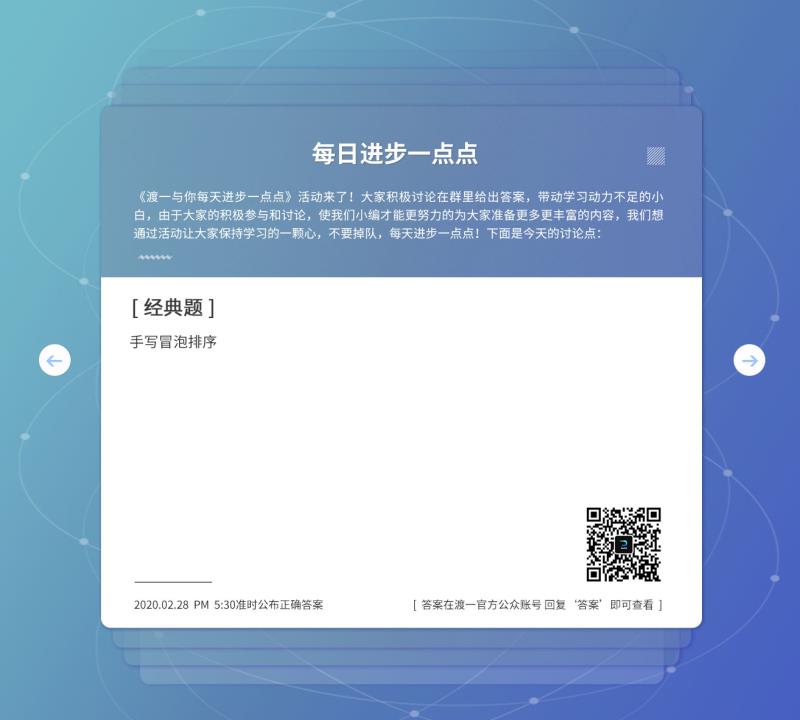 每日进步一点点
《渡一与你每天进步一点点》活动来了！大家积极讨论在群里给出答案，带动学习动力不足的小
白，由于大家的积极参与和讨论，使我们小编才能更努力的为大家准备更多更丰富的内容，我们想
通过活动让大家保持学习的一颗心，不要掉队，每天进步一点点！下面是今天的讨论点：
[ 经典题 ]
手写冒泡排序
2020.02.28 PM 5:30准时公布正确答案
[ 答案在渡一官方公众账号 回复‘答案’即可查看 ]